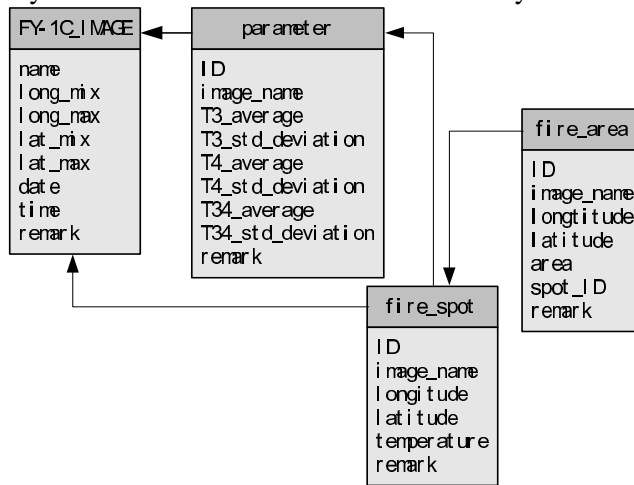 FY-1C_IMAGE
name
long_mix
long_max
lat_mix
lat_max
date
time
remark
parameter
ID
image_name
T3_average
T3_std_deviation
T4_average
T4_std_deviation
T34_average
T34_std_deviation
remark
fire_area
ID
image_name
longtitude
latitude
area
spot_ID
remark
fire_spot
ID
image_name
longitude
latitude
temperature
remark